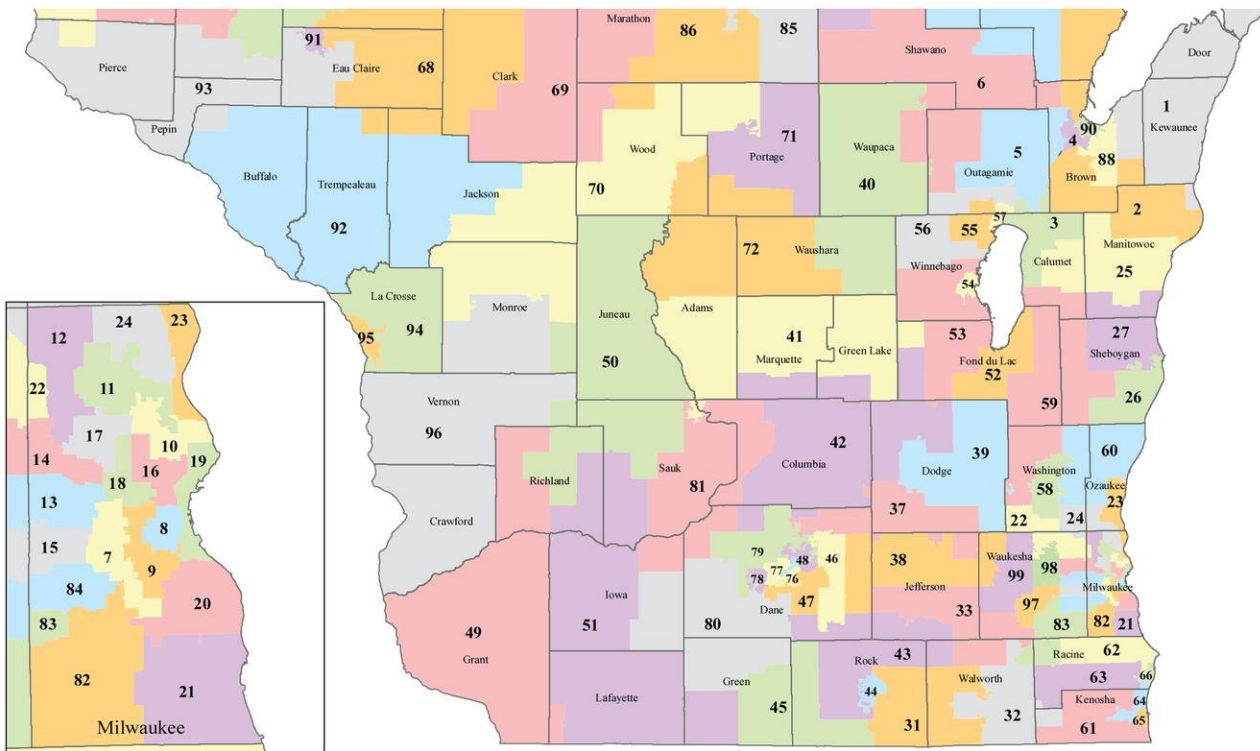 Marathon
86
85
Shawano
Door
Pierce
91
Eau Claire
68
Clark
69
6
93
1
Kewaunee
Pepin
Wood
Portage
71
Waupaca
40
5
Outagamie
4
90
88
Brown
Buffalo
Trempealeau
92
Jackson
70
2
La Crosse
94
95
Monroe
Juneau
50
Adams
72
Waushara
56
55
57
Winnebago
54
3
Calumet
Manitowoc
25
41
Marquette
Green Lake
53
Fond du Lac
52
59
27
Sheboygan
26
Vernon
96
Crawford
Richland
Sauk
81
42
Columbia
39
Dodge
37
Washington
58
60
Ozaukee
23
22
24
49
Grant
Iowa
51
79
78
77
48
76
46
47
Dane
80
38
Jefferson
33
Waukesha
99
98
97
83
Milwaukee
82
21
Lafayette
Green
45
Rock
43
44
31
Walworth
32
Racine
62
63
66
Kenosha
64
65
61
12
24
23
22
11
17
10
14
16
19
18
13
8
15
7
9
84
20
83
82
21
Milwaukee